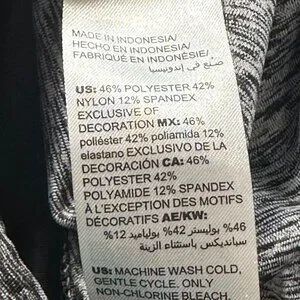 MADE IN INDONESIA/
HECHO EN INDONESIA/
FABRIQUÉ EN INDONÉSIE/
صنع في إندونيسيا
US: 46% POLYESTER 42%
NYLON 12% SPANDEX
EXCLUSIVE OF
DECORATION MX: 46%
poliéster 42% poliamida 12%
elastano EXCLUSIVO DE LA
DECORACIÓN CA: 46%
POLYESTER 42%
POLYAMIDE 12% SPANDEX
À L'EXCEPTION DES MOTIFS
DÉCORATIFS AE/KW:
46% بوليستر 42% بولياميد 12%
سبانديكس باستثناء الزينة
US: MACHINE WASH COLD,
GENTLE CYCLE. ONLY
NON-CHLORINE BLEACH